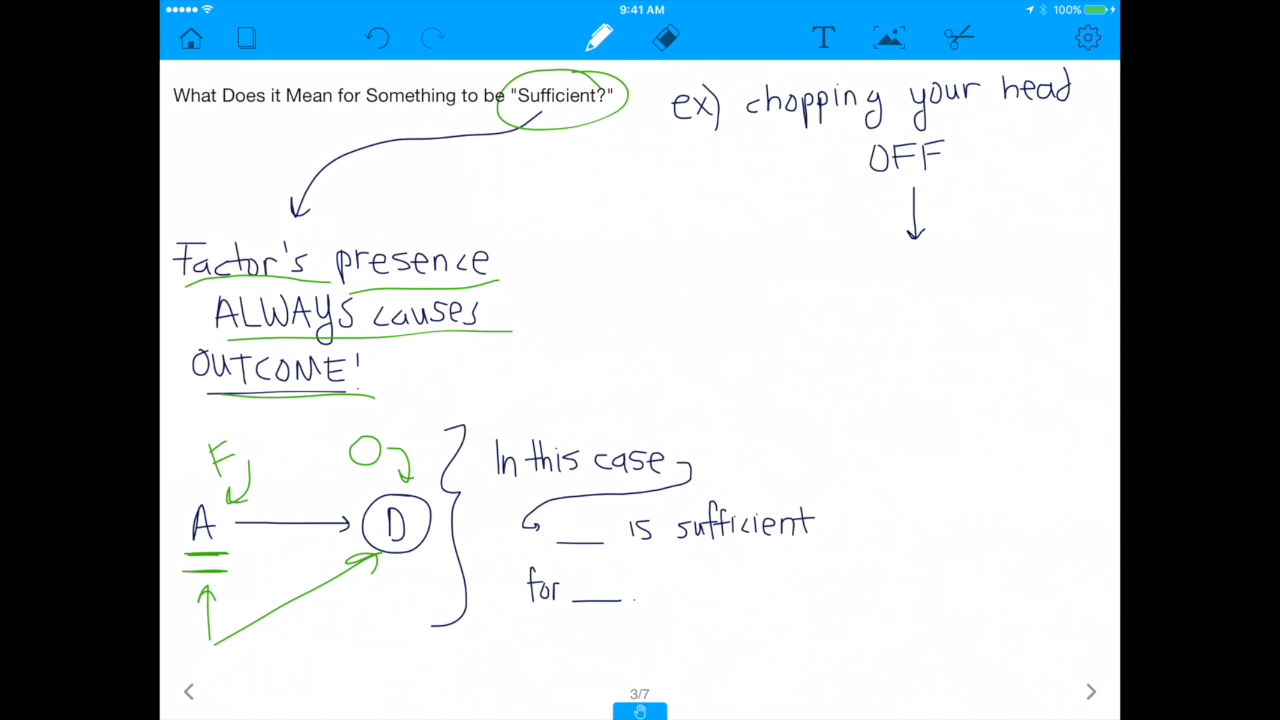 9:41 AM
100%
T
What Does it Mean for Something to be "Sufficient?"
ex) chopping your head
OFF
Factor's presence
ALWAYS causes
OUTCOME!
F
O
A
D
In this case
___ is sufficient
for ___.
3/7